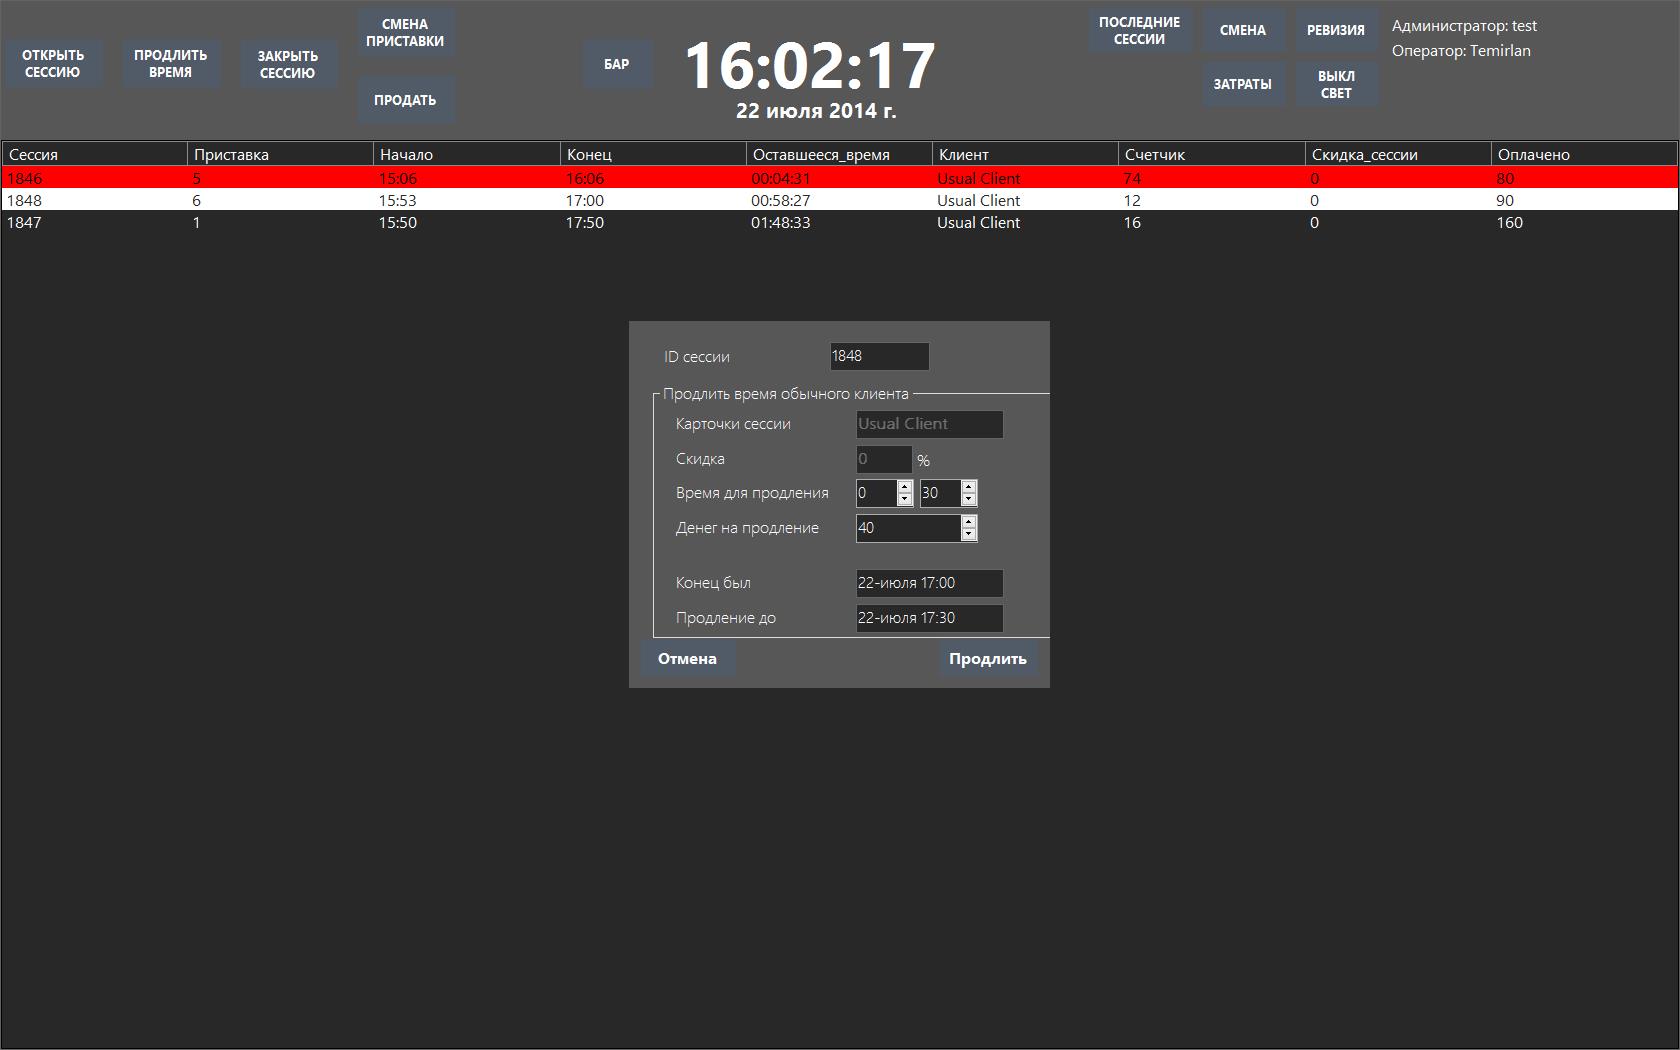 ОТКРЫТЬ
СЕССИЮ
ПРОДЛИТЬ
ВРЕМЯ
ЗАКРЫТЬ
СЕССИЮ
СМЕНА
ПРИСТАВКИ
ПРОДАТЬ
БАР
16:02:17
22 июля 2014 г.
ПОСЛЕДНИЕ
СЕССИИ
СМЕНА
РЕВИЗИЯ
ЗАТРАТЫ
ВЫКЛ
СВЕТ
Администратор: test
Оператор: Temirlan
Сессия Приставка Начало Конец Оставшееся_время Клиент Счетчик Скидка_сессии Оплачено
1846 5 15:06 16:06 00:04:31 Usual Client 74 0 80
1848 6 15:53 17:00 00:58:27 Usual Client 12 0 90
1847 1 15:50 17:50 01:48:33 Usual Client 16 0 160
ID сессии 1848
Продлить время обычного клиента
Карточки сессии Usual Client
Скидка 0 %
Время для продления 0 30
Денег на продление 40
Конец был 22-июля 17:00
Продление до 22-июля 17:30
Отмена Продлить